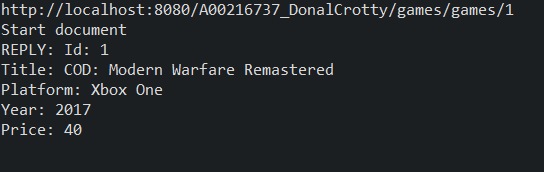 http://localhost:8080/A00216737_DonalCrotty/games/games/1
Start document
REPLY: Id: 1
Title: COD: Modern Warfare Remastered
Platform: Xbox One
Year: 2017
Price: 40